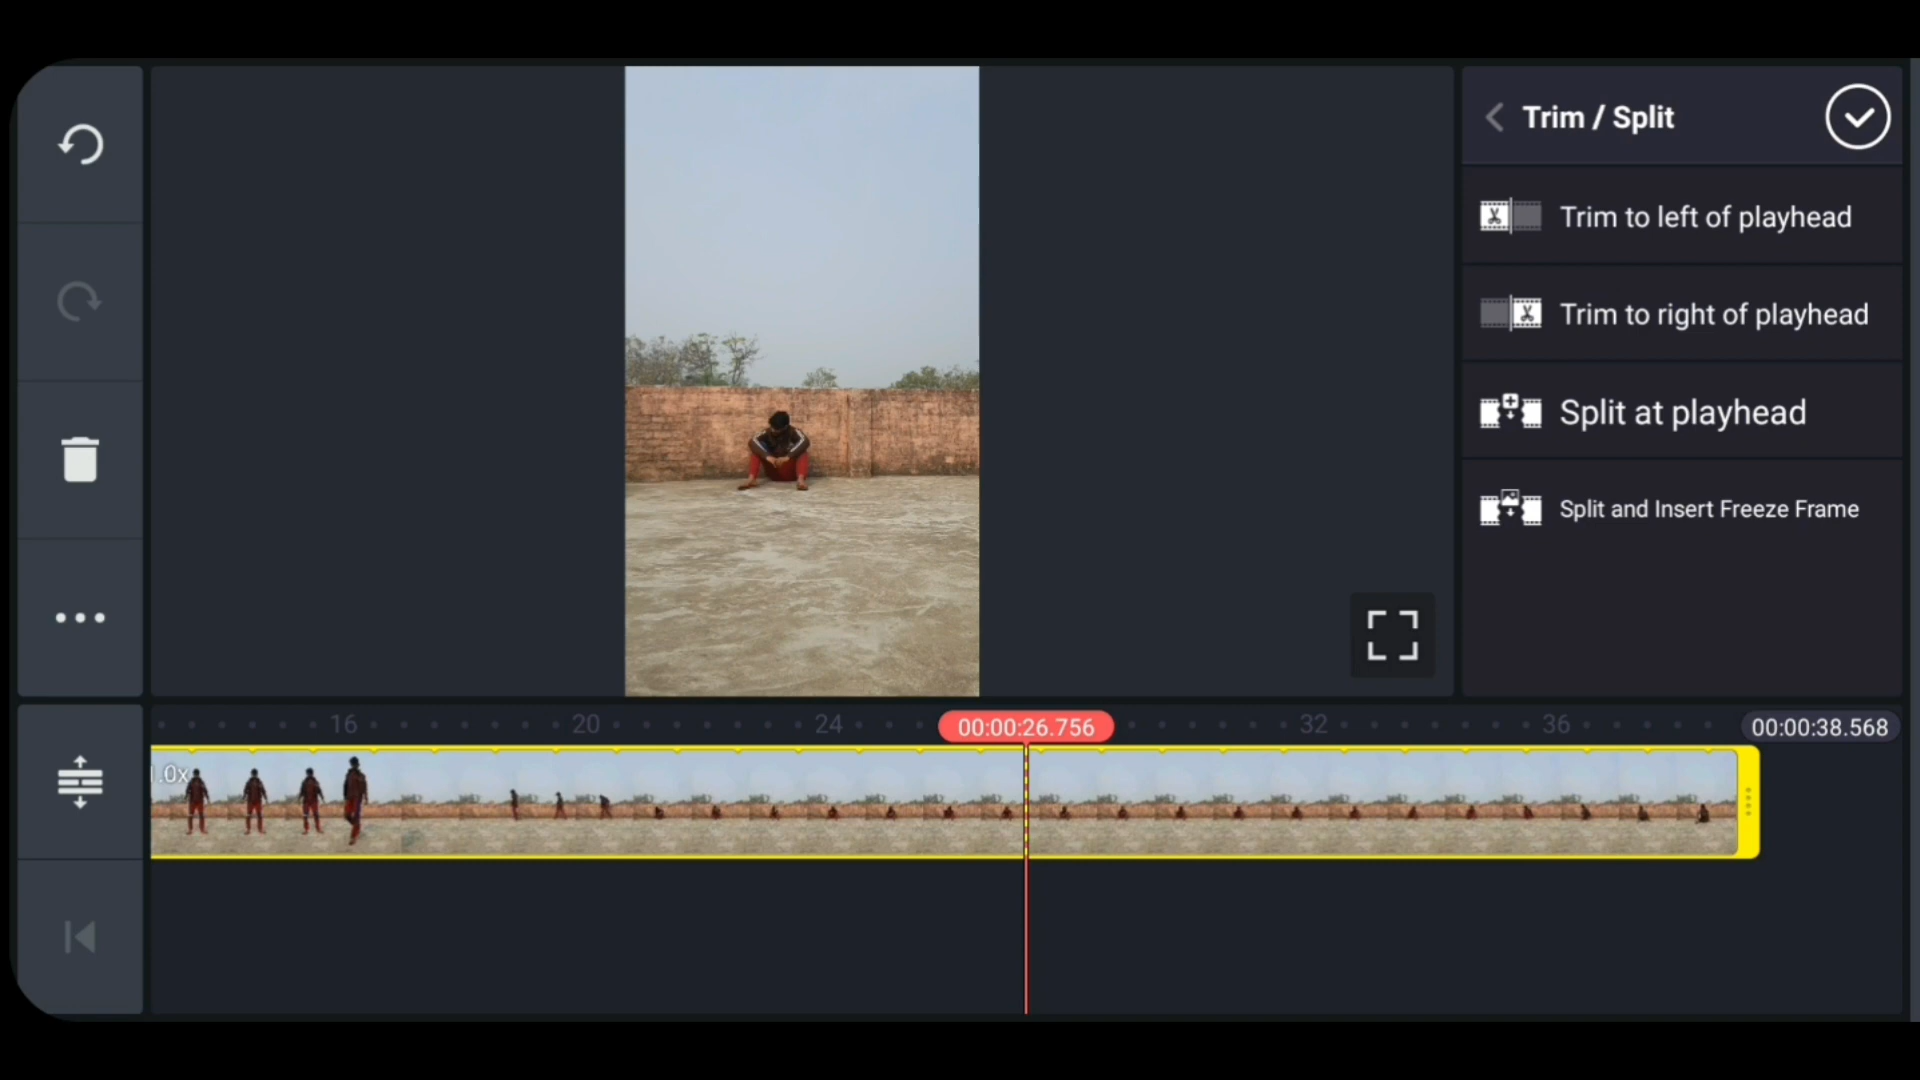 Trim / Split
Trim to left of playhead
Trim to right of playhead
Split at playhead
Split and Insert Freeze Frame
16 20 24 00:00:26.756 32 36 00:00:38.568
.0x